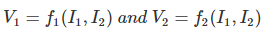 V₁ = f₁(I₁, I₂) and V₂ = f₂(I₁, I₂)